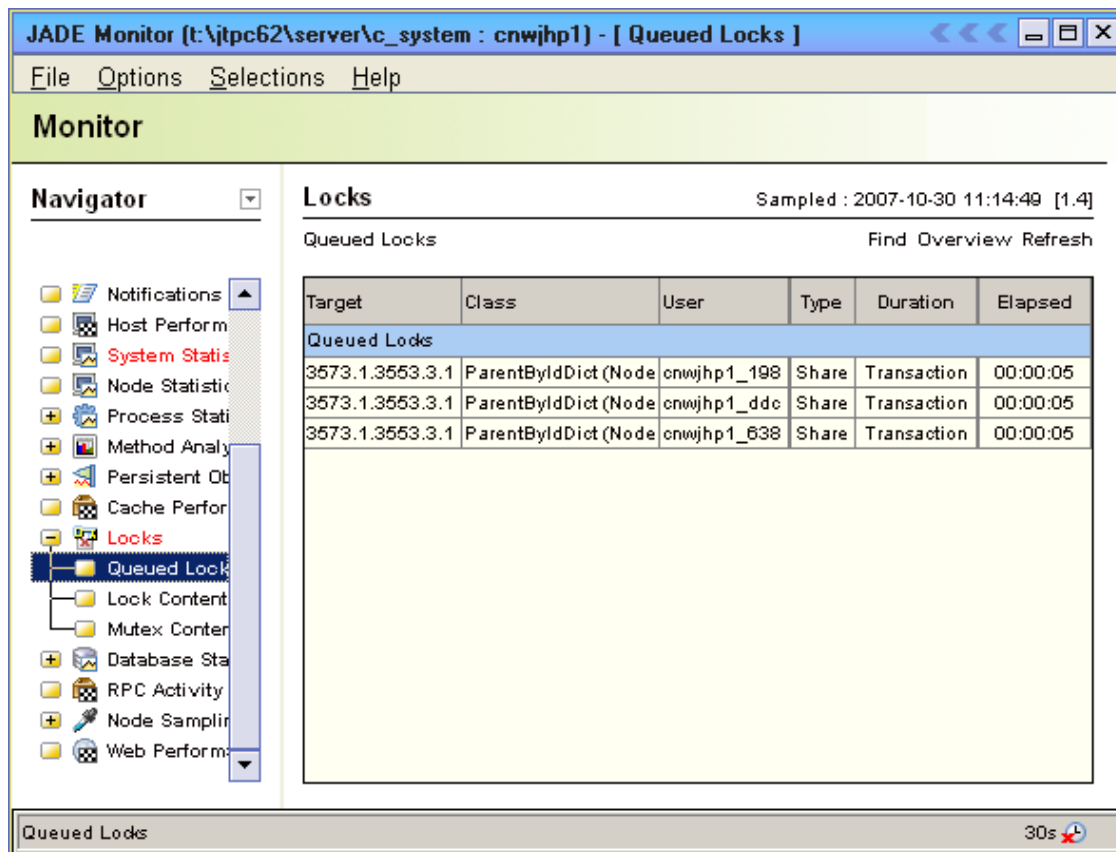 JADE Monitor (t:\jtpc62\server\c_system : cnwjhp1) - [ Queued Locks ]
File Options Selections Help
Monitor
Navigator
Notifications
Host Perform
System Statis
Node Statistic
Process Stati
Method Analy
Persistent Ob
Cache Perfor
Locks
Queued Lock
Lock Content
Mutex Conter
Database Sta
RPC Activity
Node Samplin
Web Perform
Locks Sampled : 2007-10-30 11:14:49 [1.4]
Queued Locks Find Overview Refresh
Target Class User Type Duration Elapsed
Queued Locks
3573.1.3553.3.1 ParentByIdDict (Node cnwjhp1_198 Share Transaction 00:00:05
3573.1.3553.3.1 ParentByIdDict (Node cnwjhp1_ddc Share Transaction 00:00:05
3573.1.3553.3.1 ParentByIdDict (Node cnwjhp1_638 Share Transaction 00:00:05
Queued Locks 30s